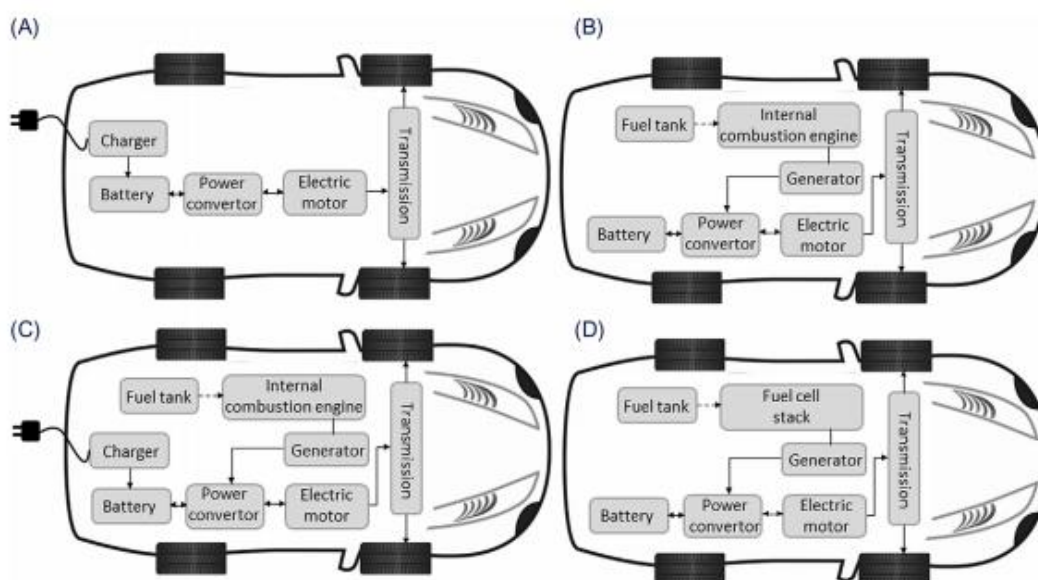 (A)
Charger
Battery
Power
convertor
Electric
motor
Transmission
(B)
Fuel tank
Internal
combustion engine
Generator
Battery
Power
convertor
Electric
motor
Transmission
(C)
Fuel tank
Internal
combustion engine
Charger
Generator
Battery
Power
convertor
Electric
motor
Transmission
(D)
Fuel tank
Fuel cell
stack
Generator
Battery
Power
convertor
Electric
motor
Transmission